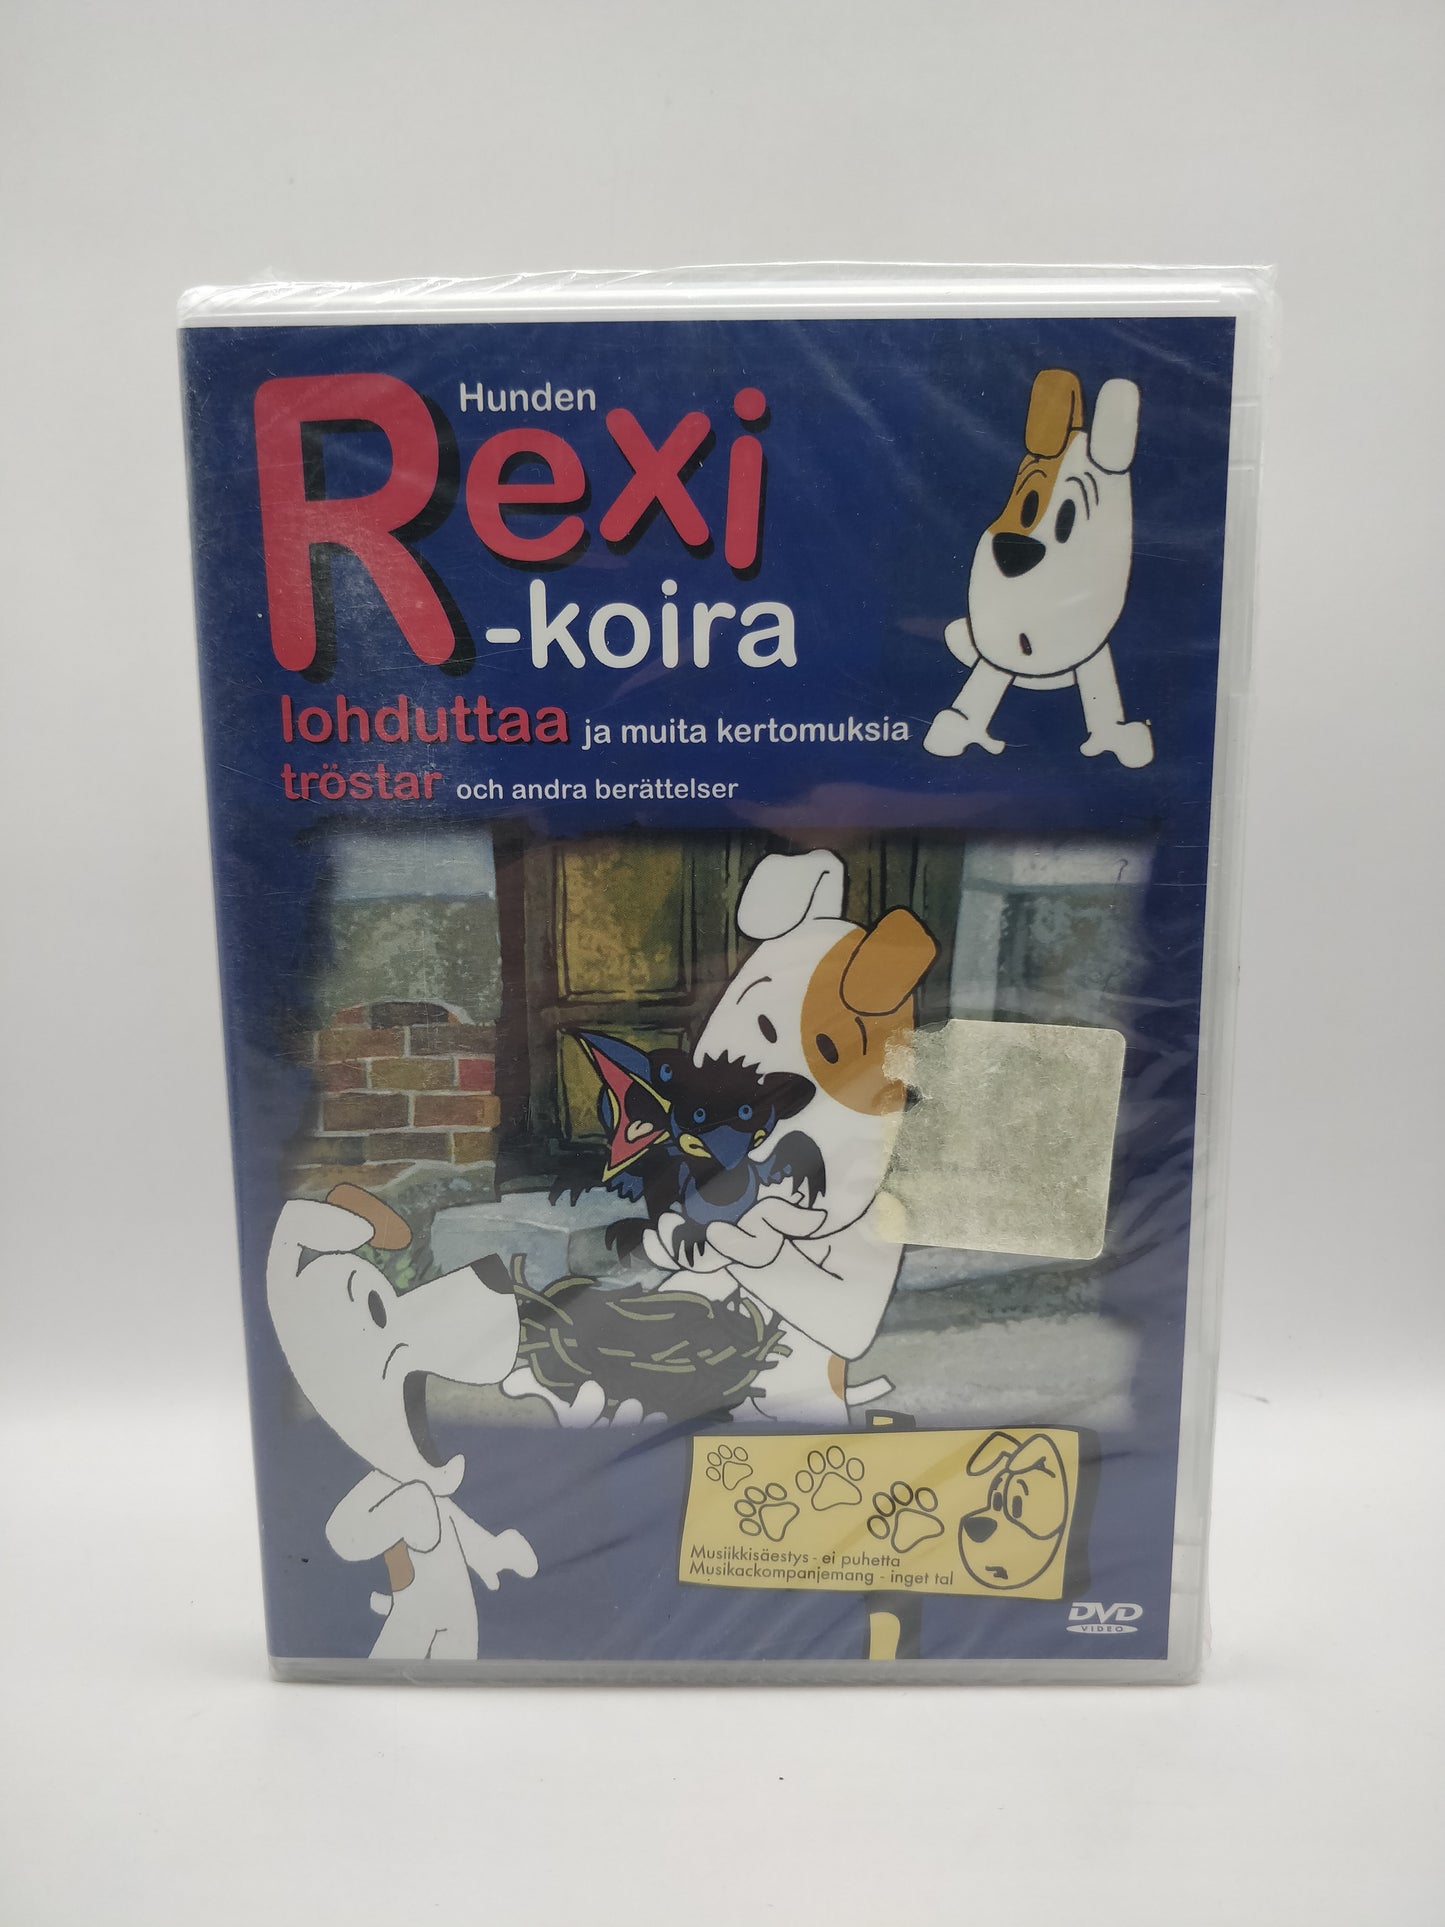 Hunden
Rexi
-koira
lohduttaa ja muita kertomuksia
tröstar och andra berättelser
Musiikkisäestys - ei puhetta
Musikackompanjemang - inget tal
DVD
VIDEO